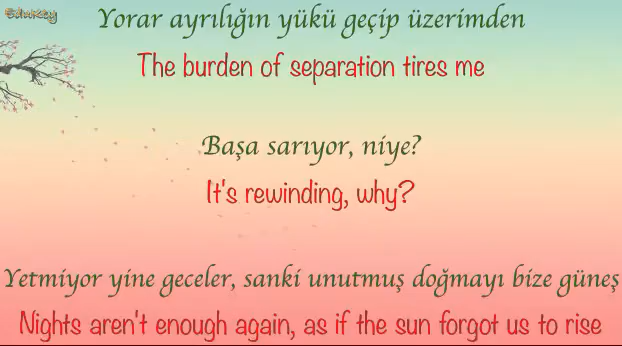 Edukey
Yorar ayrılığın yükü geçip üzerimden
The burden of separation tires me
Başa sarıyor, niye?
It's rewinding, why?
Yetmiyor yine geceler, sanki unutmuş doğmayı bize güneş
Nights aren't enough again, as if the sun forgot us to rise